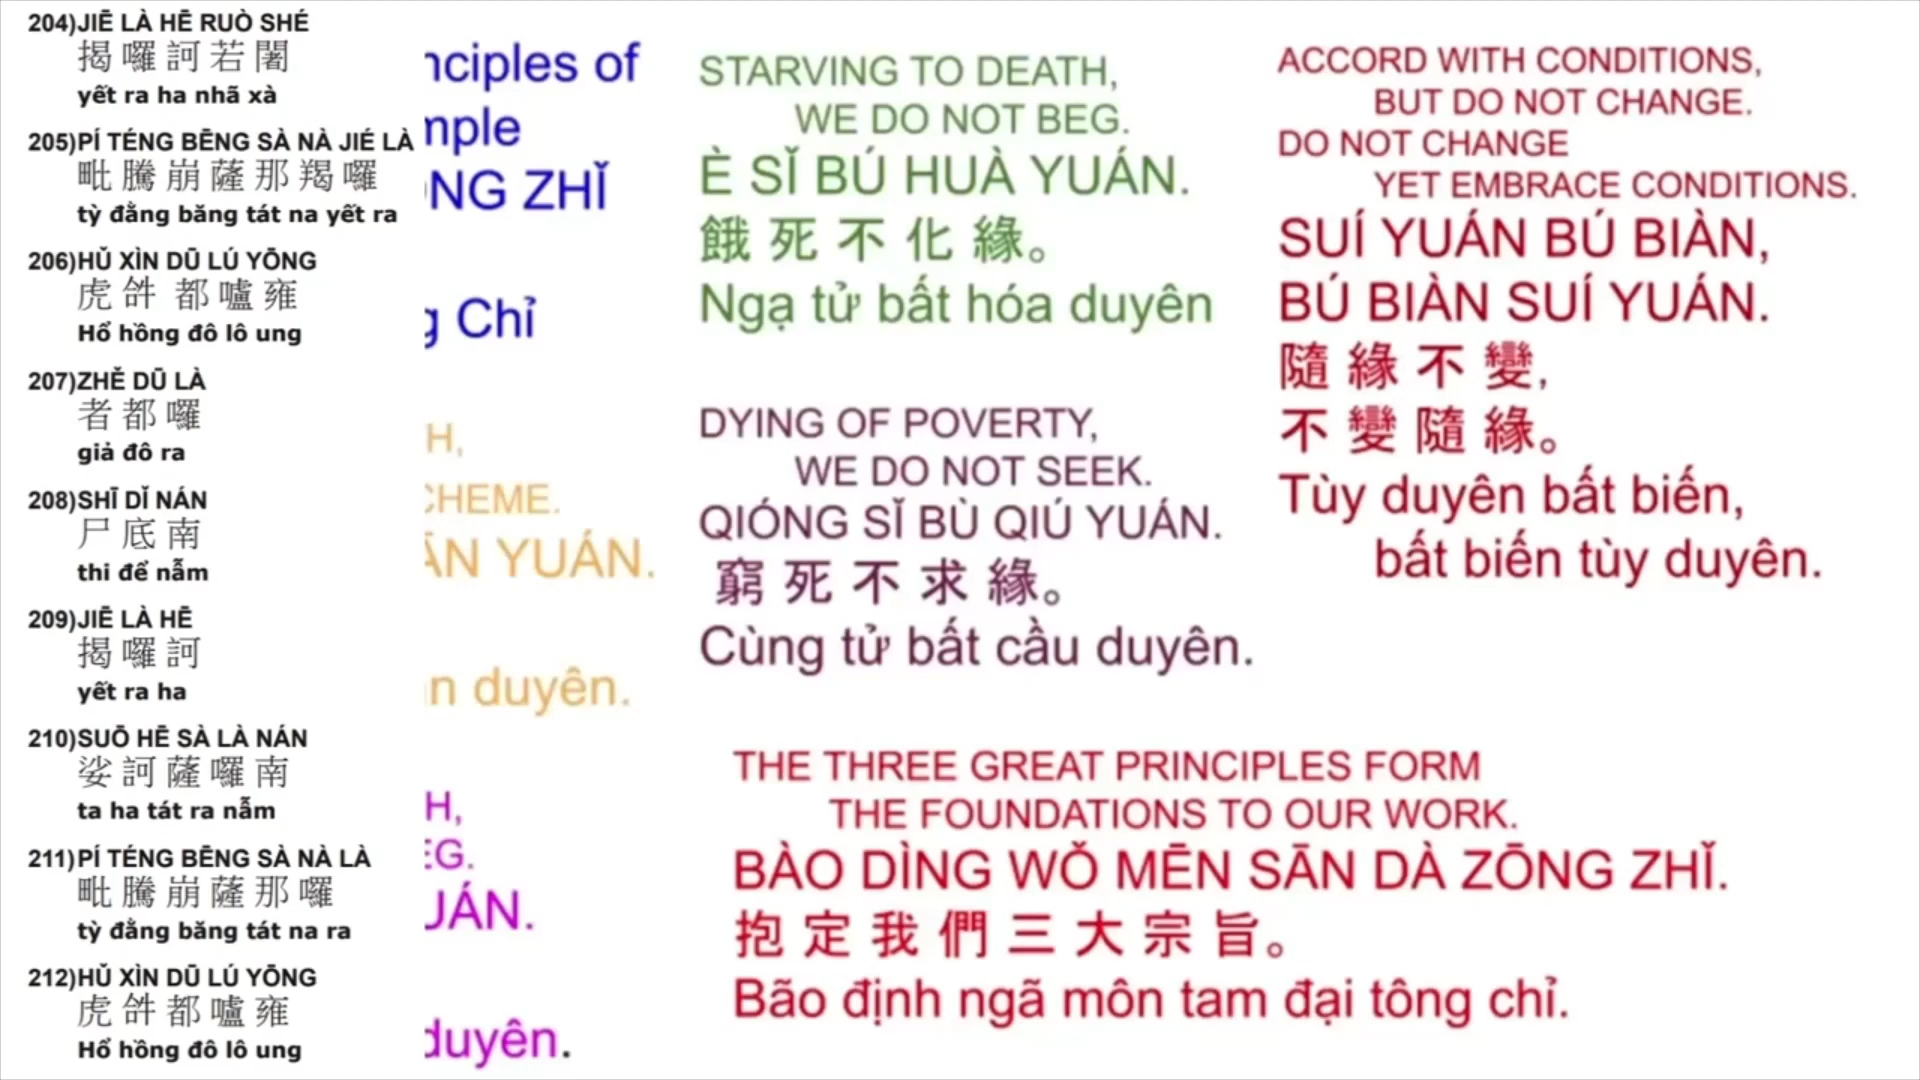 204)JIĒ LÀ HĒ RUÒ SHÉ
揭 囉 訶 若 闍
yết ra ha nhã xà
205)PÍ TÉNG BĒNG SÀ NÀ JIÉ LÀ
毗 騰 崩 薩 那 羯 囉
tỳ đằng băng tát na yết ra
206)HǓ XÌN DŪ LÚ YŌNG
虎 𤙖 都 嚧 雍
Hổ hồng đô lô ung
207)ZHĚ DŪ LÀ
者 都 囉
giả đô ra
208)SHĪ DǏ NÁN
尸 底 南
thi để nẫm
209)JIĒ LÀ HĒ
揭 囉 訶
yết ra ha
210)SUŌ HĒ SÀ LÀ NÁN
娑 訶 薩 囉 南
ta ha tát ra nẫm
211)PÍ TÉNG BĒNG SÀ NÀ LÀ
毗 騰 崩 薩 那 囉
tỳ đằng băng tát na ra
212)HǓ XÌN DŪ LÚ YŌNG
虎 𤙖 都 嚧 雍
Hổ hồng đô lô ung
nciples of
mple
NG ZHǏ
g Chỉ
H,
CHEME.
ĀN YUÁN.
n duyên.
H,
EG.
UÁN.
duyên.
STARVING TO DEATH,
WE DO NOT BEG.
È SǏ BÚ HUÀ YUÁN.
餓 死 不 化 緣。
Ngạ tử bất hóa duyên
DYING OF POVERTY,
WE DO NOT SEEK.
QIÓNG SǏ BÙ QIÚ YUÁN.
窮 死 不 求 緣。
Cùng tử bất cầu duyên.
ACCORD WITH CONDITIONS,
BUT DO NOT CHANGE.
DO NOT CHANGE
YET EMBRACE CONDITIONS.
SUÍ YUÁN BÚ BIÀN,
BÚ BIÀN SUÍ YUÁN.
隨 緣 不 變,
不 變 隨 緣。
Tùy duyên bất biến,
bất biến tùy duyên.
THE THREE GREAT PRINCIPLES FORM
THE FOUNDATIONS TO OUR WORK.
BÀO DÌNG WǑ MĒN SĀN DÀ ZŌNG ZHǏ.
抱 定 我 們 三 大 宗 旨。
Bão định ngã môn tam đại tông chỉ.